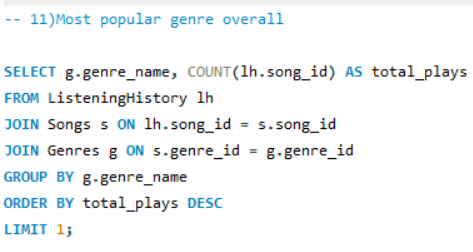 -- 11)Most popular genre overall
SELECT g.genre_name, COUNT(lh.song_id) AS total_plays
FROM ListeningHistory lh
JOIN Songs s ON lh.song_id = s.song_id
JOIN Genres g ON s.genre_id = g.genre_id
GROUP BY g.genre_name
ORDER BY total_plays DESC
LIMIT 1;